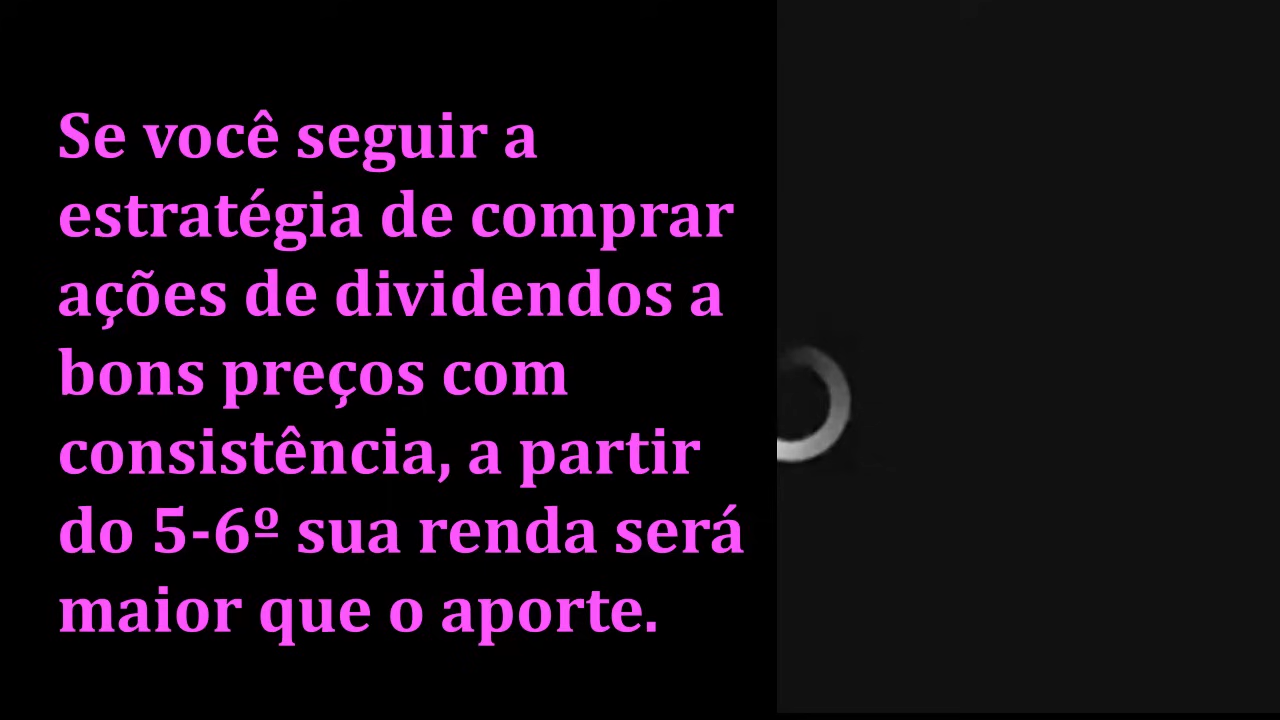 Se você seguir a
estratégia de comprar
ações de dividendos a
bons preços com
consistência, a partir
do 5-6º sua renda será
maior que o aporte.